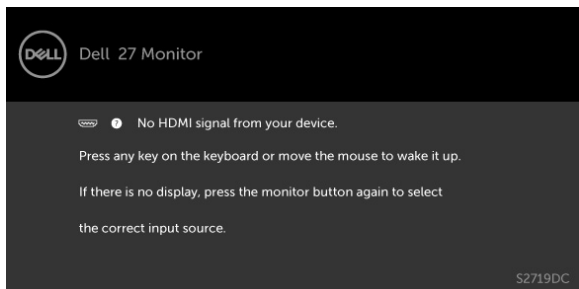 DELL
Dell 27 Monitor
? No HDMI signal from your device.
Press any key on the keyboard or move the mouse to wake it up.
If there is no display, press the monitor button again to select
the correct input source.
S2719DC